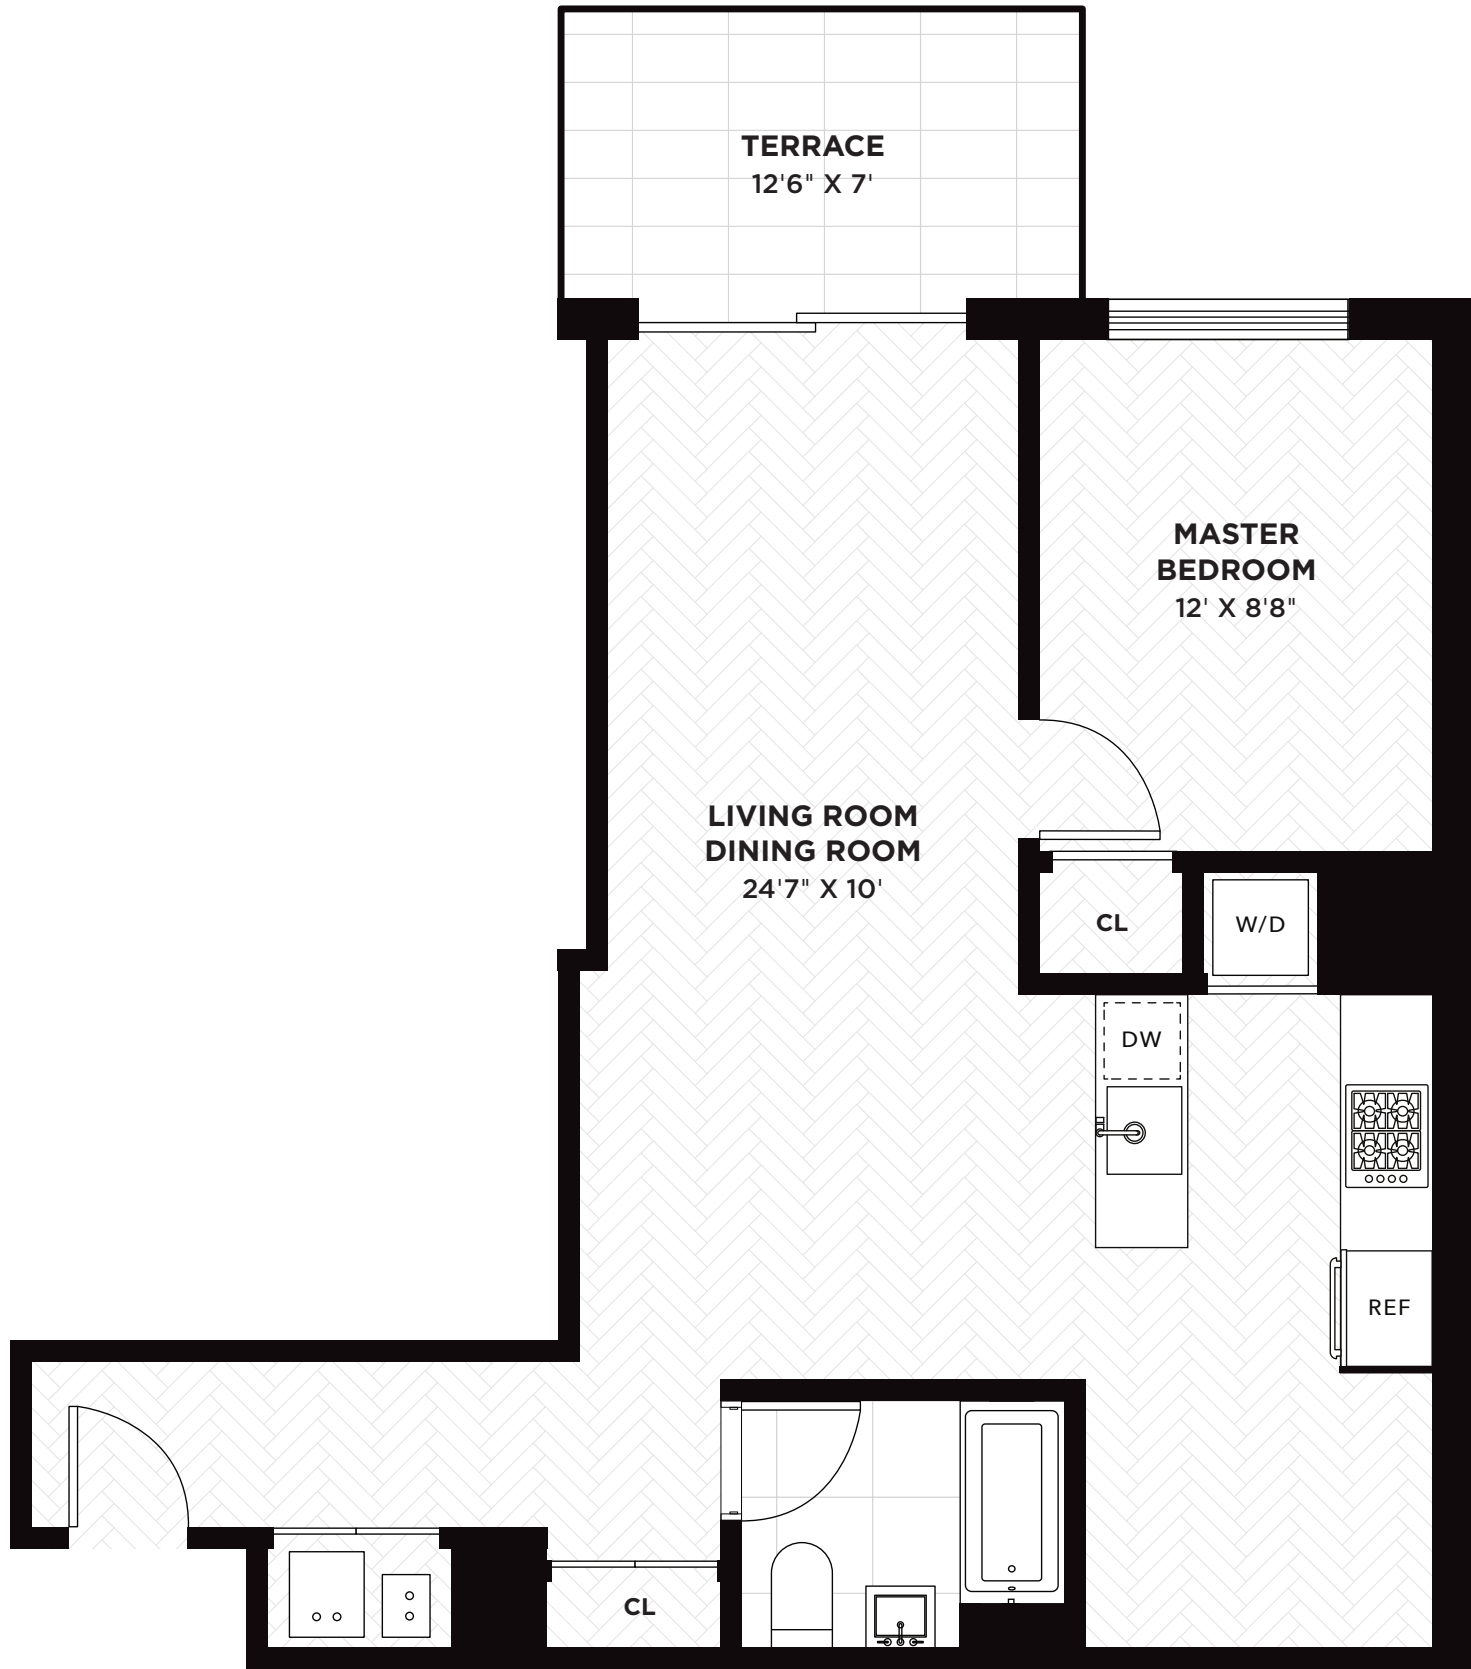 TERRACE
12'6" X 7'
MASTER
BEDROOM
12' X 8'8"
LIVING ROOM
DINING ROOM
24'7" X 10'
CL
W/D
DW
REF
CL